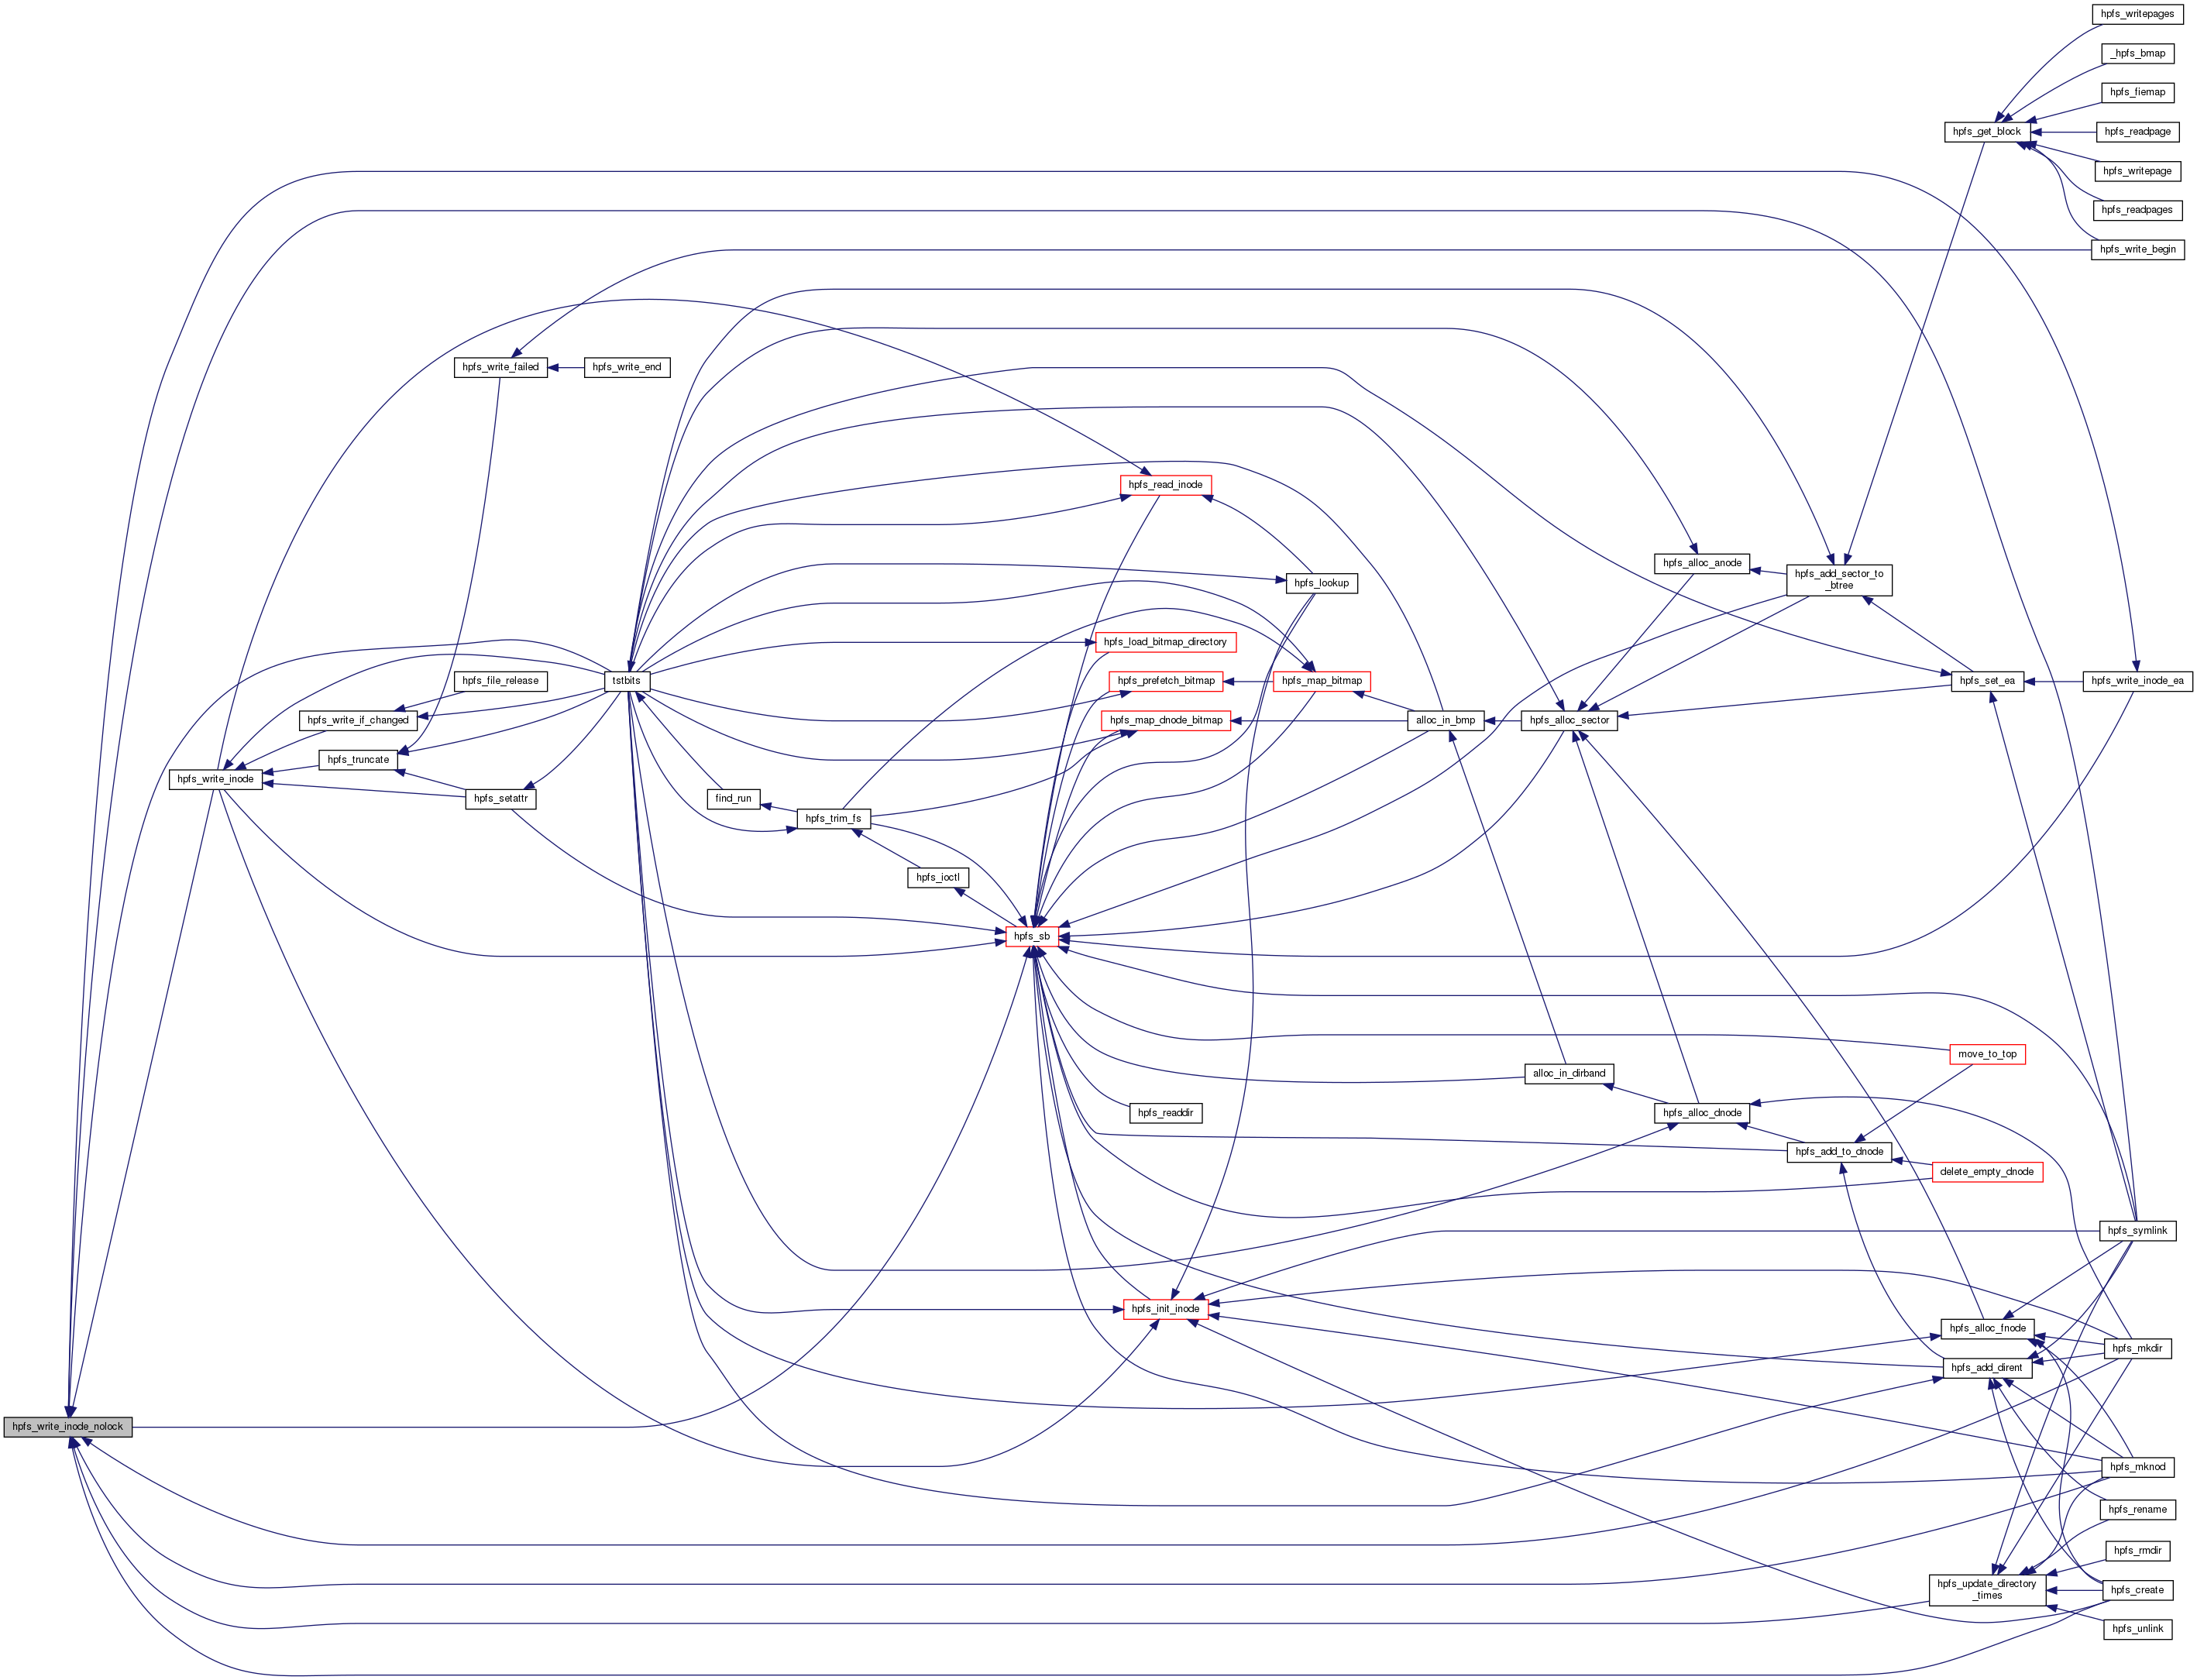 hpfs_writepages
_hpfs_bmap
hpfs_fiemap
hpfs_get_block
hpfs_readpage
hpfs_writepage
hpfs_readpages
hpfs_write_begin
hpfs_write_failed
hpfs_write_end
hpfs_read_inode
hpfs_alloc_anode
hpfs_add_sector_to
_btree
hpfs_lookup
hpfs_load_bitmap_directory
hpfs_file_release
tstbits
hpfs_prefetch_bitmap
hpfs_map_bitmap
hpfs_set_ea
hpfs_write_inode_ea
hpfs_write_if_changed
hpfs_map_dnode_bitmap
alloc_in_bmp
hpfs_alloc_sector
hpfs_truncate
hpfs_write_inode
hpfs_setattr
find_run
hpfs_trim_fs
hpfs_ioctl
hpfs_sb
move_to_top
alloc_in_dirband
hpfs_readdir
hpfs_alloc_dnode
hpfs_add_to_dnode
delete_empty_dnode
hpfs_symlink
hpfs_init_inode
hpfs_alloc_fnode
hpfs_mkdir
hpfs_add_dirent
hpfs_write_inode_nolock
hpfs_mknod
hpfs_rename
hpfs_rmdir
hpfs_update_directory
_times
hpfs_create
hpfs_unlink